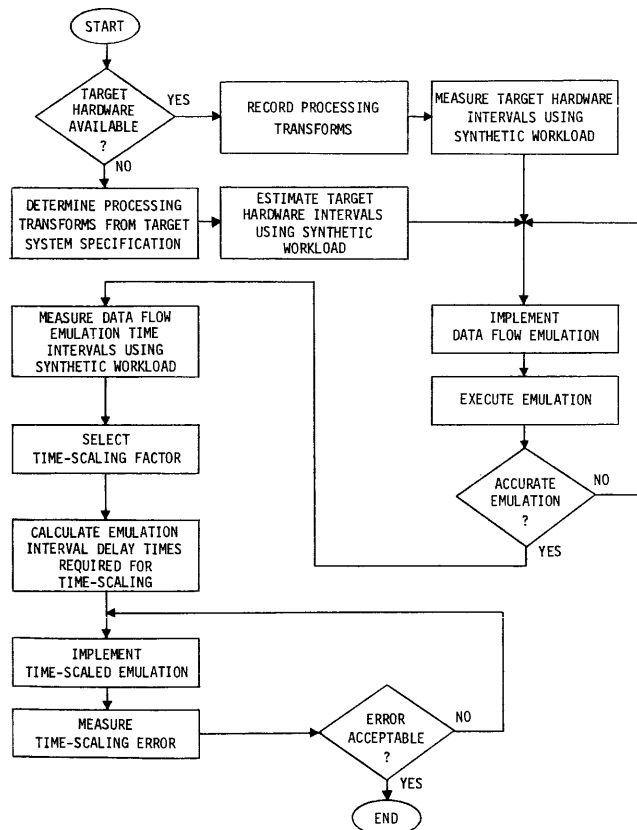 START
TARGET
HARDWARE
AVAILABLE
?
YES
NO
RECORD PROCESSING
TRANSFORMS
MEASURE TARGET HARDWARE
INTERVALS USING
SYNTHETIC WORKLOAD
DETERMINE PROCESSING
TRANSFORMS FROM TARGET
SYSTEM SPECIFICATION
ESTIMATE TARGET
HARDWARE INTERVALS
USING SYNTHETIC
WORKLOAD
IMPLEMENT
DATA FLOW EMULATION
EXECUTE EMULATION
ACCURATE
EMULATION
?
NO
YES
MEASURE DATA FLOW
EMULATION TIME
INTERVALS USING
SYNTHETIC WORKLOAD
SELECT
TIME-SCALING FACTOR
CALCULATE EMULATION
INTERVAL DELAY TIMES
REQUIRED FOR
TIME-SCALING
IMPLEMENT
TIME-SCALED EMULATION
MEASURE
TIME-SCALING ERROR
ERROR
ACCEPTABLE
?
NO
YES
END